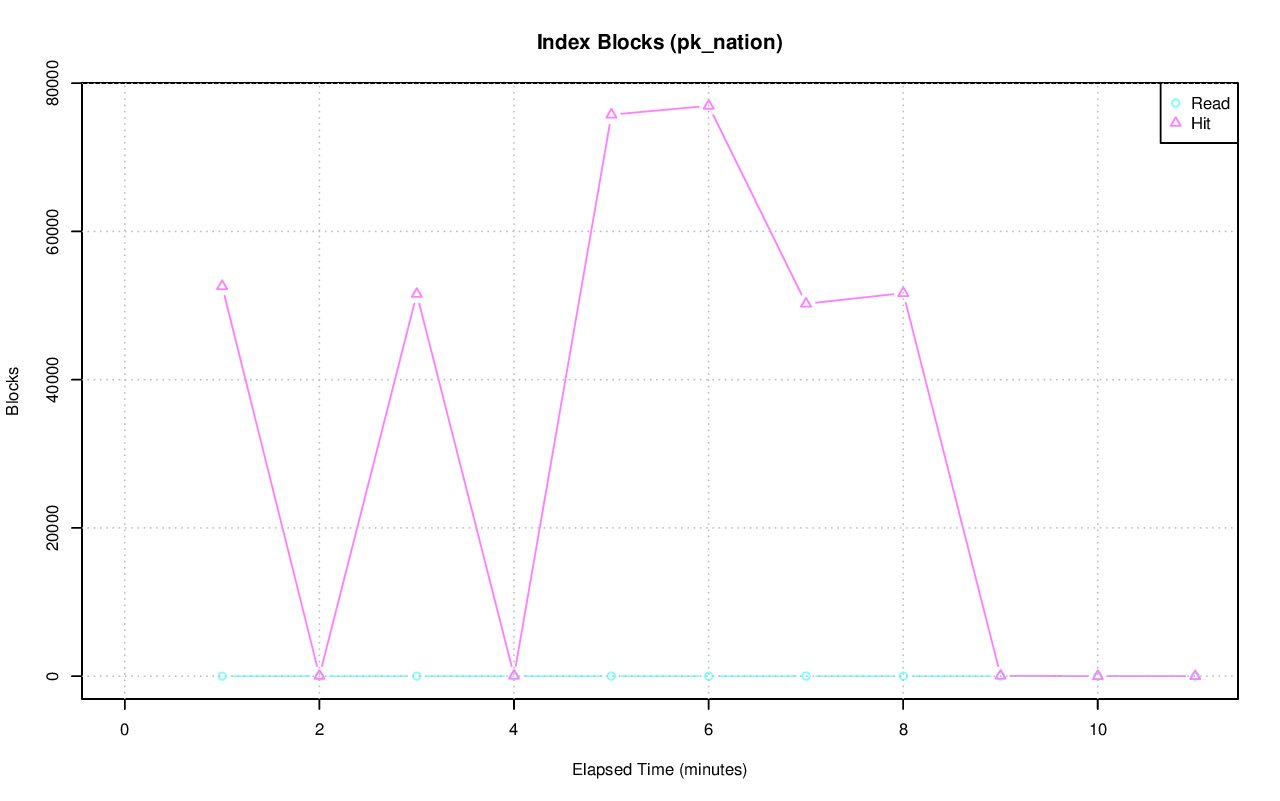 Index Blocks (pk_nation)
80000
60000
40000
20000
0
Blocks
Read
Hit
0 2 4 6 8 10
Elapsed Time (minutes)